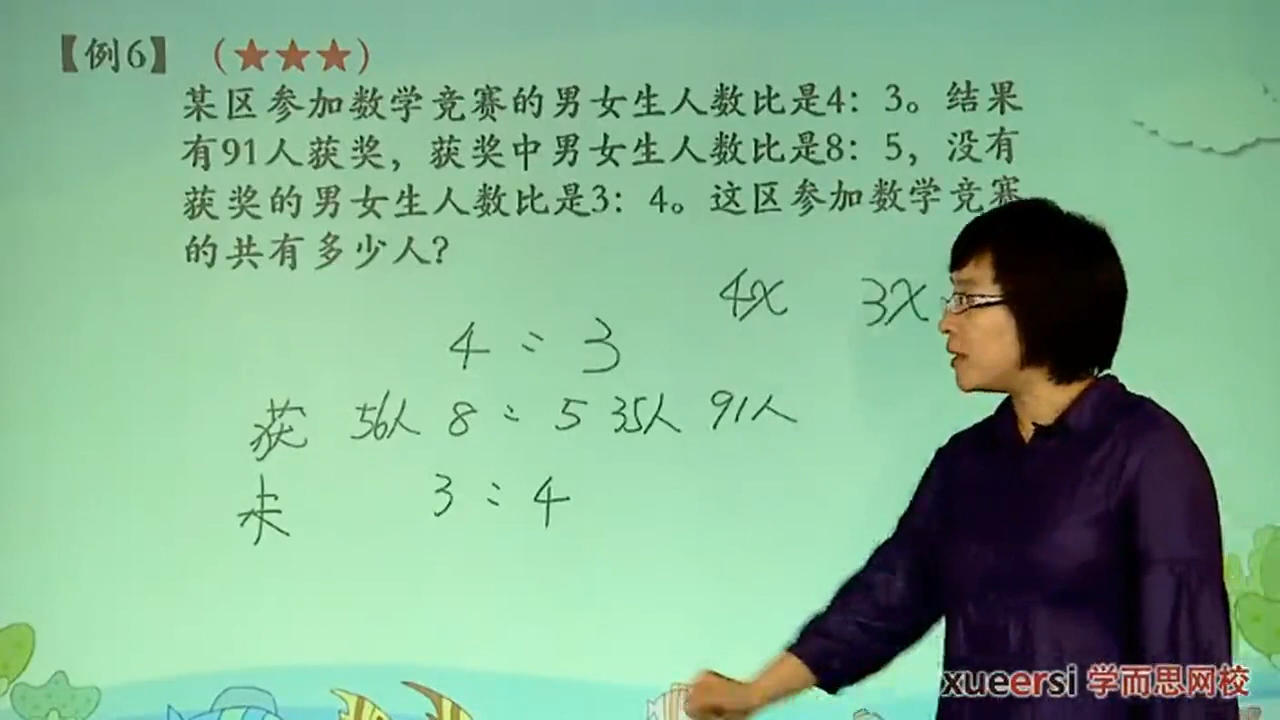 【例6】 (★★★)
某区参加数学竞赛的男女生人数比是4：3。结果
有91人获奖，获奖中男女生人数比是8：5，没有
获奖的男女生人数比是3：4。这区参加数学竞赛
的共有多少人？
4x 3x
4：3
获 56人 8：5 35人 91人
未 3：4
xueersi 学而思网校